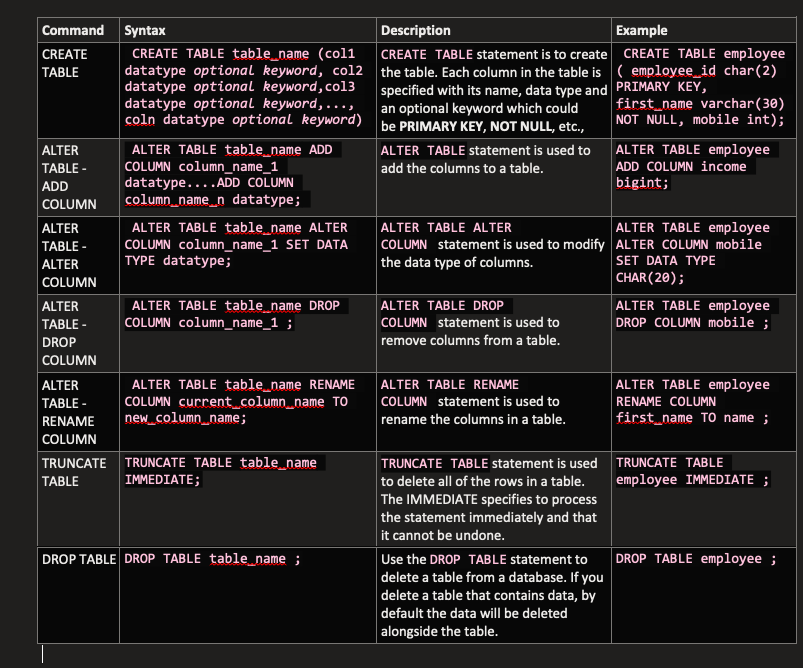 Command Syntax Description Example
CREATE
TABLE
CREATE TABLE table_name (col1
datatype optional keyword, col2
datatype optional keyword,col3
datatype optional keyword,...,
coln datatype optional keyword)
CREATE TABLE statement is to create
the table. Each column in the table is
specified with its name, data type and
an optional keyword which could
be PRIMARY KEY, NOT NULL, etc.,
CREATE TABLE employee
( employee_id char(2)
PRIMARY KEY,
first_name varchar(30)
NOT NULL, mobile int);
ALTER
TABLE -
ADD
COLUMN
ALTER TABLE table_name ADD
COLUMN column_name_1
datatype....ADD COLUMN
column_name_n datatype;
ALTER TABLE statement is used to
add the columns to a table.
ALTER TABLE employee
ADD COLUMN income
bigint;
ALTER
TABLE -
ALTER
COLUMN
ALTER TABLE table_name ALTER
COLUMN column_name_1 SET DATA
TYPE datatype;
ALTER TABLE ALTER
COLUMN statement is used to modify
the data type of columns.
ALTER TABLE employee
ALTER COLUMN mobile
SET DATA TYPE
CHAR(20);
ALTER
TABLE -
DROP
COLUMN
ALTER TABLE table_name DROP
COLUMN column_name_1 ;
ALTER TABLE DROP
COLUMN statement is used to
remove columns from a table.
ALTER TABLE employee
DROP COLUMN mobile ;
ALTER
TABLE -
RENAME
COLUMN
ALTER TABLE table_name RENAME
COLUMN current_column_name TO
new_column_name;
ALTER TABLE RENAME
COLUMN statement is used to
rename the columns in a table.
ALTER TABLE employee
RENAME COLUMN
first_name TO name ;
TRUNCATE
TABLE
TRUNCATE TABLE table_name
IMMEDIATE;
TRUNCATE TABLE statement is used
to delete all of the rows in a table.
The IMMEDIATE specifies to process
the statement immediately and that
it cannot be undone.
TRUNCATE TABLE
employee IMMEDIATE ;
DROP TABLE
DROP TABLE table_name ;
Use the DROP TABLE statement to
delete a table from a database. If you
delete a table that contains data, by
default the data will be deleted
alongside the table.
DROP TABLE employee ;